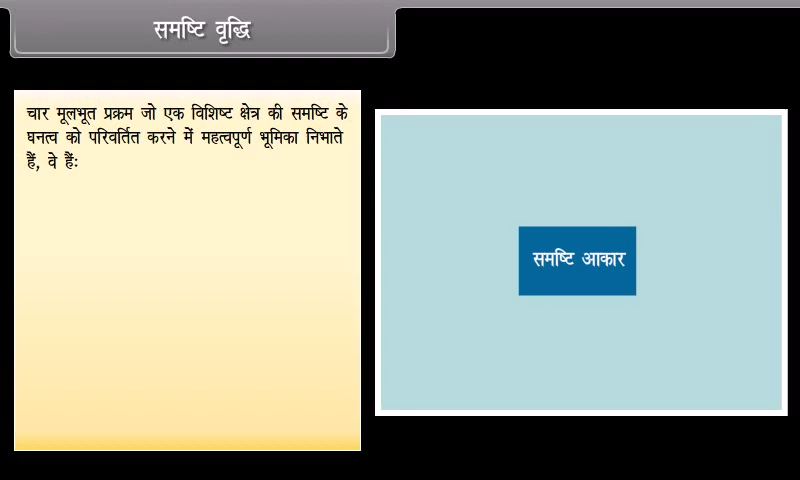 समष्टि वृद्धि
चार मूलभूत प्रक्रम जो एक विशिष्ट क्षेत्र की समष्टि के
घनत्व को परिवर्तित करने में महत्वपूर्ण भूमिका निभाते
हैं, वे हैंः
समष्टि आकार